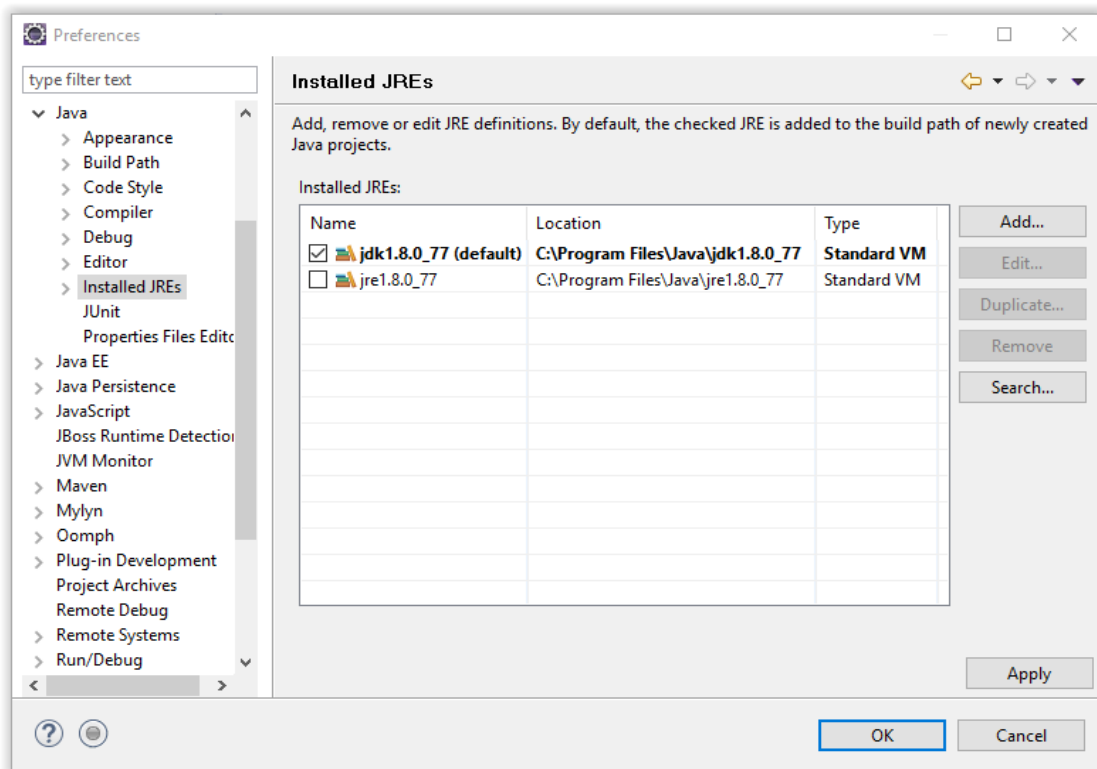 Preferences
type filter text
Java
Appearance
Build Path
Code Style
Compiler
Debug
Editor
Installed JREs
JUnit
Properties Files Edito
Java EE
Java Persistence
JavaScript
JBoss Runtime Detection
JVM Monitor
Maven
Mylyn
Oomph
Plug-in Development
Project Archives
Remote Debug
Remote Systems
Run/Debug
Installed JREs
Add, remove or edit JRE definitions. By default, the checked JRE is added to the build path of newly created
Java projects.
Installed JREs:
Name Location Type
jdk1.8.0_77 (default) C:\Program Files\Java\jdk1.8.0_77 Standard VM
jre1.8.0_77 C:\Program Files\Java\jre1.8.0_77 Standard VM
Add...
Edit...
Duplicate...
Remove
Search...
Apply
OK
Cancel